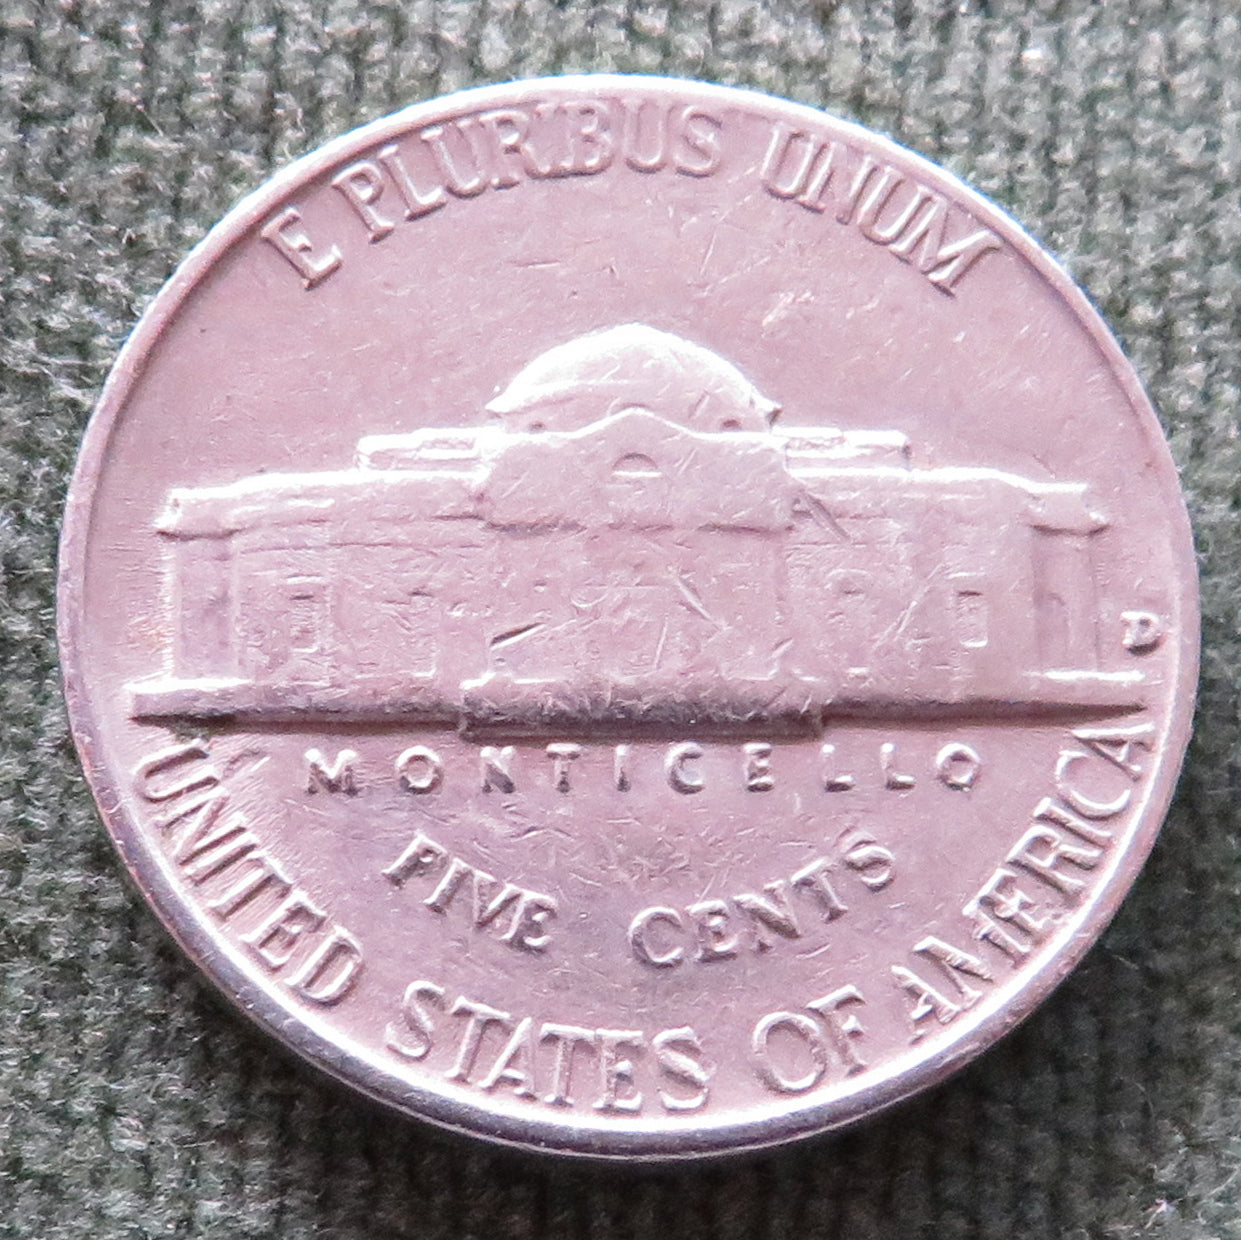 E PLURIBUS UNUM
D
MONTICELLO
FIVE CENTS
UNITED STATES OF AMERICA